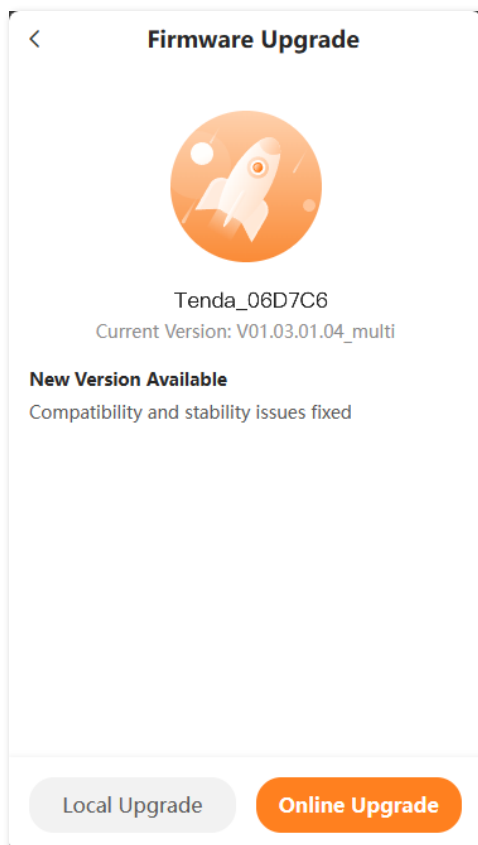 Firmware Upgrade
Tenda_06D7C6
Current Version: V01.03.01.04_multi
New Version Available
Compatibility and stability issues fixed
Local Upgrade
Online Upgrade